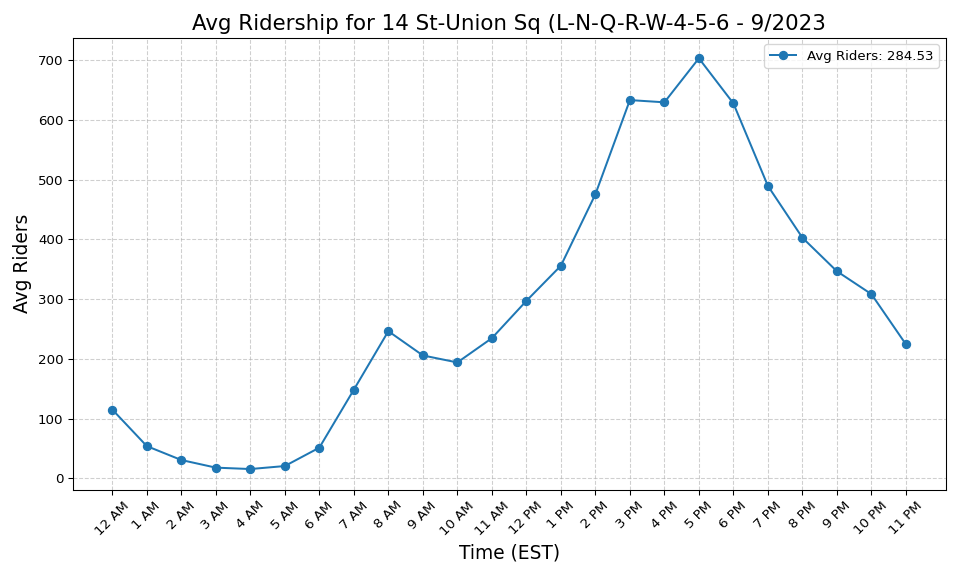 Avg Ridership for 14 St-Union Sq (L-N-Q-R-W-4-5-6 - 9/2023
Avg Riders: 284.53
700
600
500
400
300
200
100
0
Avg Riders
12 AM
1 AM
2 AM
3 AM
4 AM
5 AM
6 AM
7 AM
8 AM
9 AM
10 AM
11 AM
12 PM
1 PM
2 PM
3 PM
4 PM
5 PM
6 PM
7 PM
8 PM
9 PM
10 PM
11 PM
Time (EST)